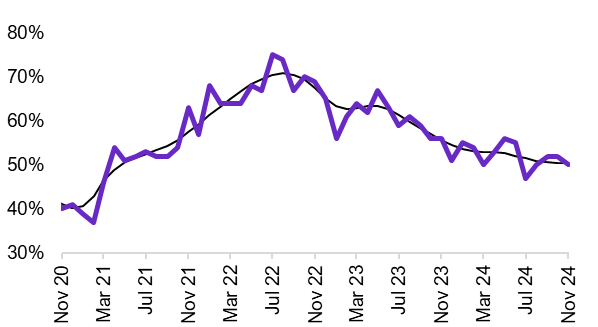 80%
70%
60%
50%
40%
30%
Nov 20
Mar 21
Jul 21
Nov 21
Mar 22
Jul 22
Nov 22
Mar 23
Jul 23
Nov 23
Mar 24
Jul 24
Nov 24